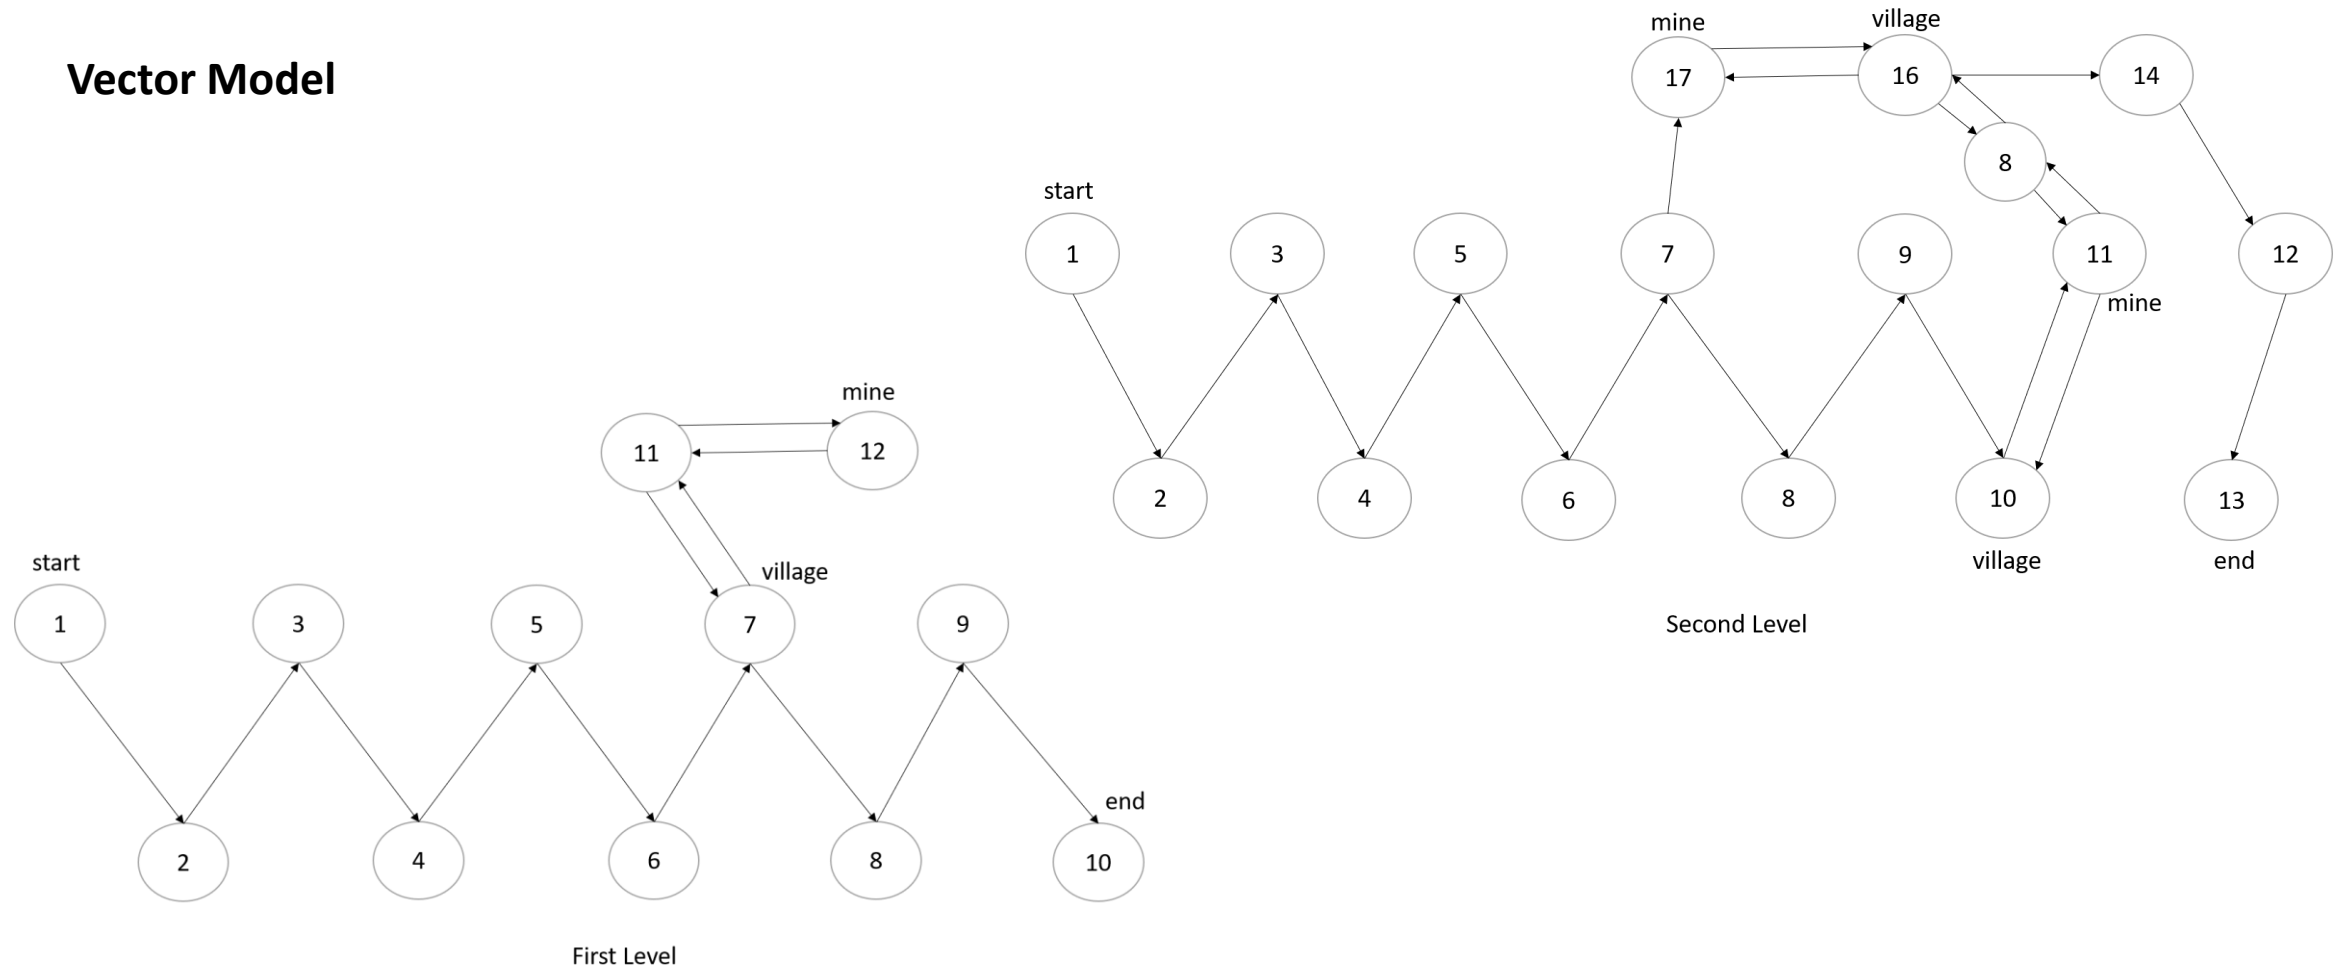 Vector Model
mine
village
17
16
14
8
start
1
3
5
7
9
11
12
mine
2
4
6
8
10
13
village
end
Second Level
mine
11
12
village
start
1
3
5
7
9
end
2
4
6
8
10
First Level